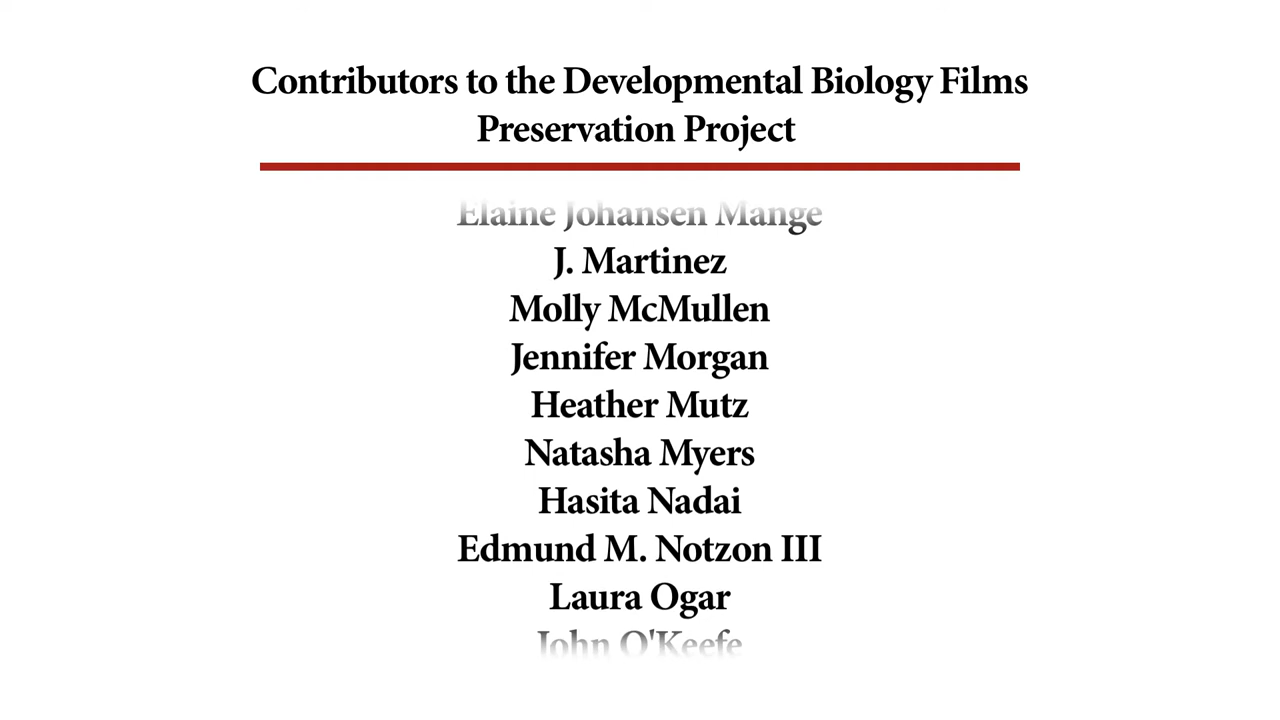 Contributors to the Developmental Biology Films
Preservation Project
Elaine Johansen Mange
J. Martinez
Molly McMullen
Jennifer Morgan
Heather Mutz
Natasha Myers
Hasita Nadai
Edmund M. Notzon III
Laura Ogar
John O'Keefe